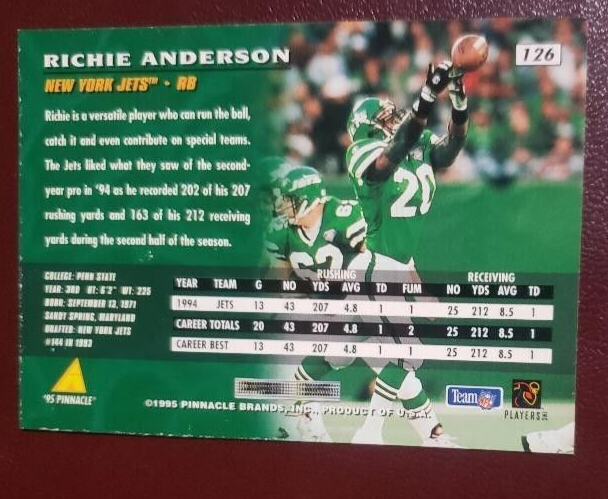 RICHIE ANDERSON
126
NEW YORK JETS™ - RB
Richie is a versatile player who can run the ball,
catch it and even contribute on special teams.
The Jets liked what they saw of the second-
year pro in '94 as he recorded 202 of his 207
rushing yards and 163 of his 212 receiving
yards during the second half of the season.
COLLEGE: PENN STATE
YEAR: 3RD HT: 6'2" WT: 225
BORN: SEPTEMBER 13, 1971
SANDY SPRING, MARYLAND
DRAFTED: NEW YORK JETS
#144 IN 1993
RUSHING RECEIVING
YEAR TEAM G NO YDS AVG TD FUM NO YDS AVG TD
1994 JETS 13 43 207 4.8 1 1 25 212 8.5 1
CAREER TOTALS 20 43 207 4.8 1 2 25 212 8.5 1
CAREER BEST 13 43 207 4.8 1 1 25 212 8.5 1
20
62
'95 PINNACLE
©1995 PINNACLE BRANDS, INC., PRODUCT OF U.S.A.
Team NFL
PLAYERS INC